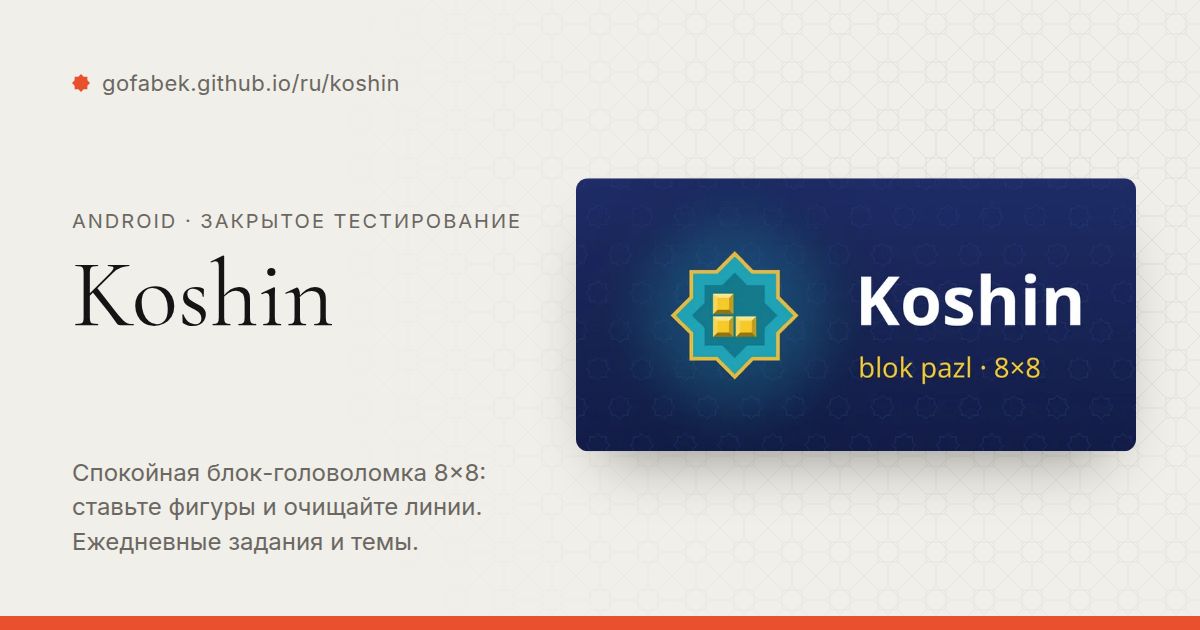 gofabek.github.io/ru/koshin
ANDROID · ЗАКРЫТОЕ ТЕСТИРОВАНИЕ
Koshin
Спокойная блок-головоломка 8×8:
ставьте фигуры и очищайте линии.
Ежедневные задания и темы.
Koshin
blok pazl · 8×8